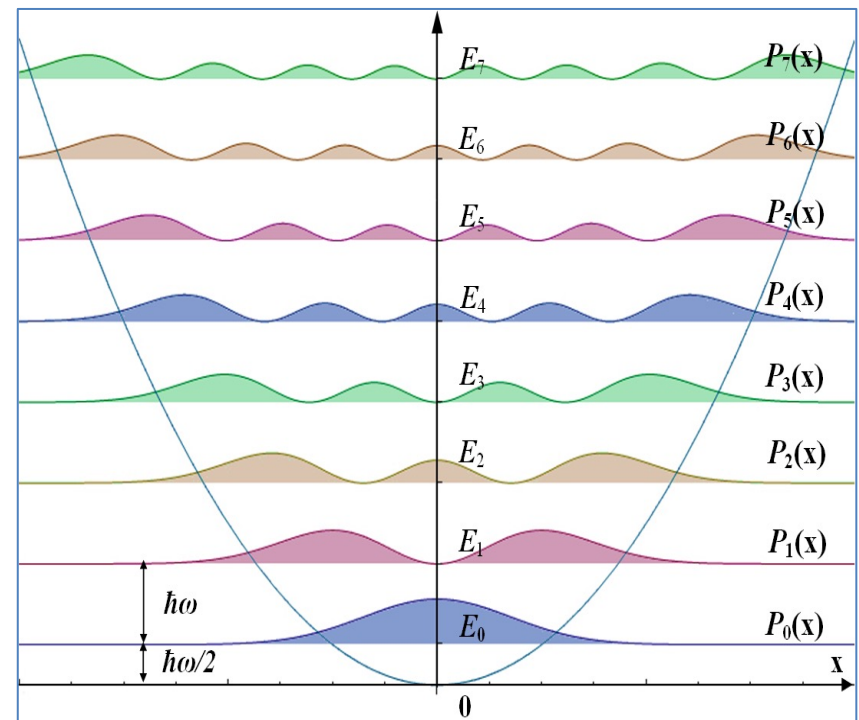 E₇ P₇(x)
E₆ P₆(x)
E₅ P₅(x)
E₄ P₄(x)
E₃ P₃(x)
E₂ P₂(x)
E₁ P₁(x)
ħω
E₀ P₀(x)
ħω/2 x
0